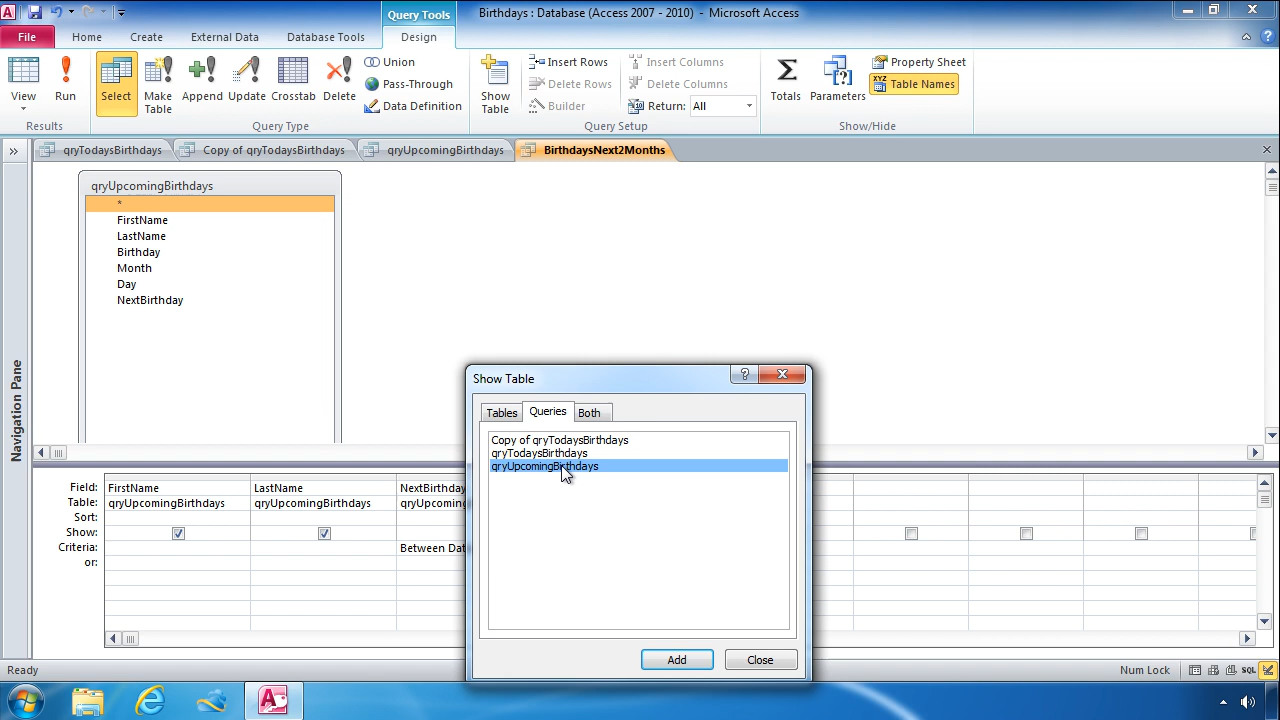 Query Tools
Birthdays : Database (Access 2007 - 2010) - Microsoft Access
File Home Create External Data Database Tools Design
View
Run
Select
Make Table
Append
Update
Crosstab
Delete
Union
Pass-Through
Data Definition
Show Table
Insert Rows
Delete Rows
Builder
Insert Columns
Delete Columns
Return: All
Totals
Parameters
Property Sheet
XYZ Table Names
Results Query Type Query Setup Show/Hide
qryTodaysBirthdays Copy of qryTodaysBirthdays qryUpcomingBirthdays BirthdaysNext2Months
Navigation Pane
qryUpcomingBirthdays
*
FirstName
LastName
Birthday
Month
Day
NextBirthday
Show Table
Tables Queries Both
Copy of qryTodaysBirthdays
qryTodaysBirthdays
qryUpcomingBirthdays
Add Close
Field: FirstName LastName NextBirthday
Table: qryUpcomingBirthdays qryUpcomingBirthdays qryUpcoming
Sort:
Show:
Criteria: Between Dat
or:
Ready
Num Lock
SQL